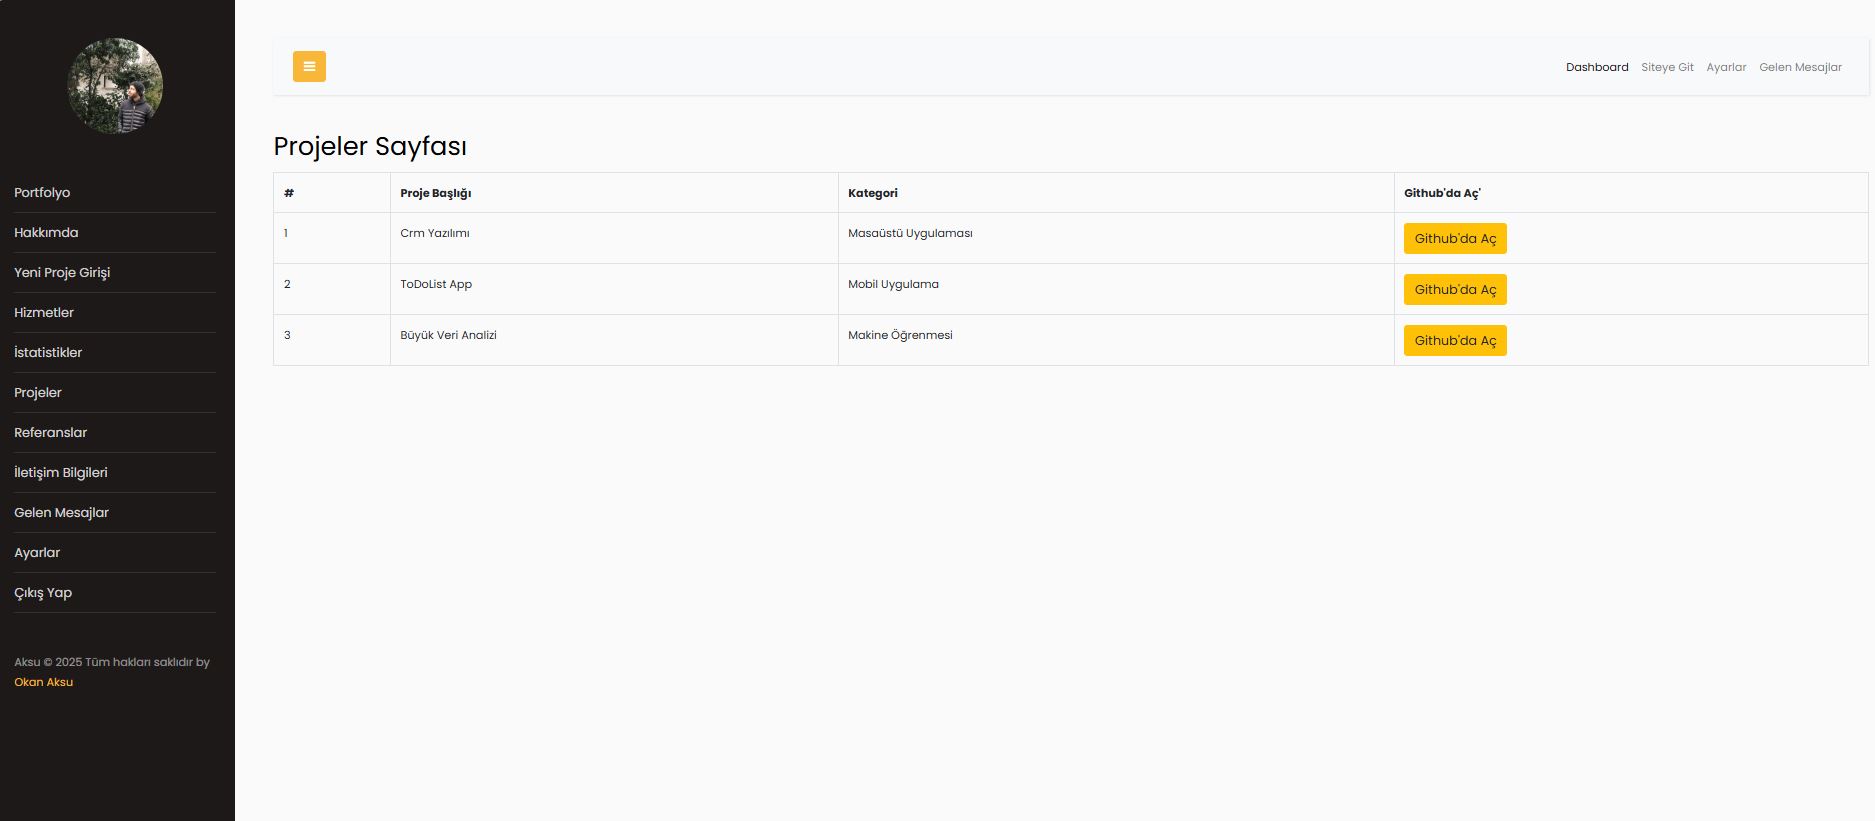 Portfolyo
Hakkımda
Yeni Proje Girişi
Hizmetler
İstatistikler
Projeler
Referanslar
İletişim Bilgileri
Gelen Mesajlar
Ayarlar
Çıkış Yap
Aksu © 2025 Tüm hakları saklıdır by
Okan Aksu
Dashboard Siteye Git Ayarlar Gelen Mesajlar
Projeler Sayfası
# Proje Başlığı Kategori Github'da Aç'
1 Crm Yazılımı Masaüstü Uygulaması Github'da Aç
2 ToDoList App Mobil Uygulama Github'da Aç
3 Büyük Veri Analizi Makine Öğrenmesi Github'da Aç